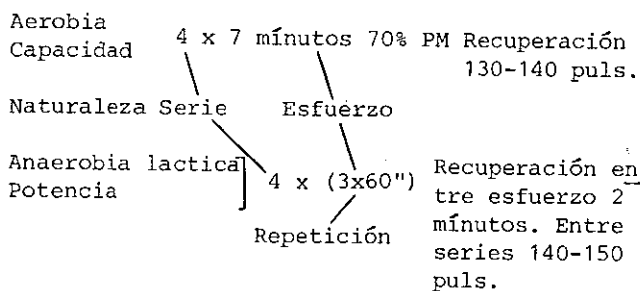 Aerobia
Capacidad
4 x 7 mínutos 70% PM Recuperación
130-140 puls.
Naturaleza Serie Esfuerzo
Anaerobia lactica
Potencia
4 x (3x60")
Recuperación en
tre esfuerzo 2
mínutos. Entre
series 140-150
puls.
Repetición